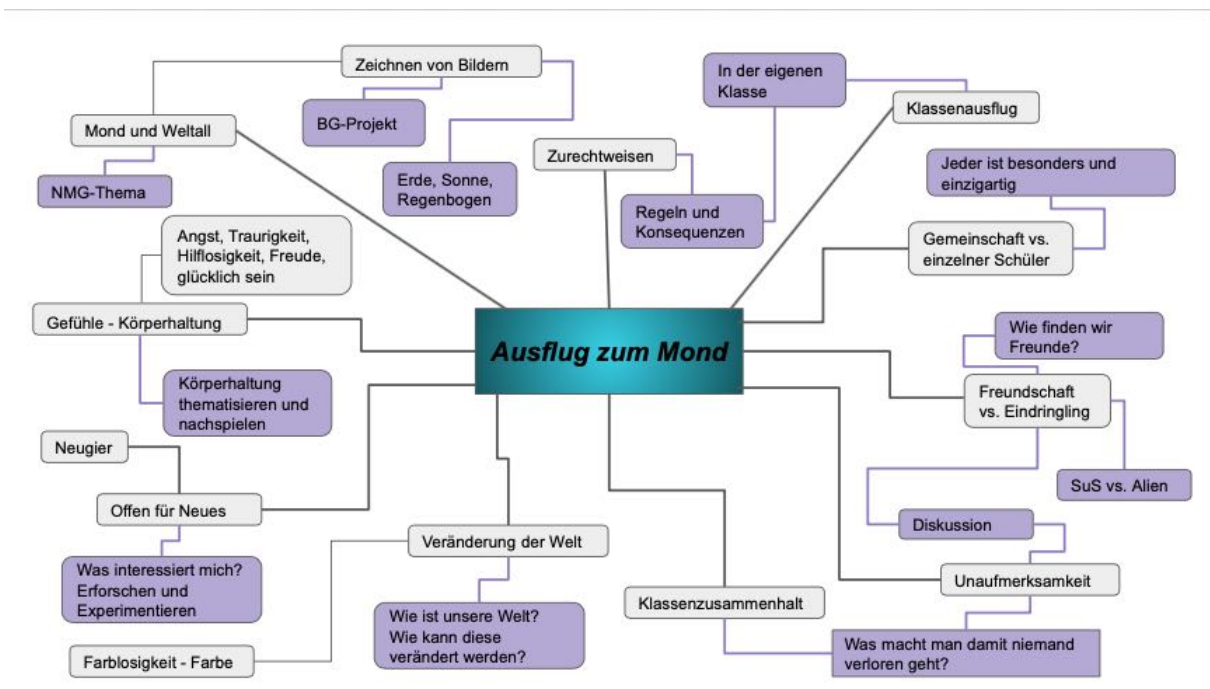 Zeichnen von Bildern
In der eigenen
Klasse
Klassenausflug
BG-Projekt
Mond und Weltall
Zurechtweisen
Jeder ist besonders und
einzigartig
NMG-Thema
Erde, Sonne,
Regenbogen
Regeln und
Konsequenzen
Angst, Traurigkeit,
Hilflosigkeit, Freude,
glücklich sein
Gemeinschaft vs.
einzelner Schüler
Gefühle - Körperhaltung
Ausflug zum Mond
Wie finden wir
Freunde?
Körperhaltung
thematisieren und
nachspielen
Freundschaft
vs. Eindringling
Neugier
SuS vs. Alien
Offen für Neues
Diskussion
Veränderung der Welt
Was interessiert mich?
Erforschen und
Experimentieren
Unaufmerksamkeit
Klassenzusammenhalt
Wie ist unsere Welt?
Wie kann diese
verändert werden?
Was macht man damit niemand
verloren geht?
Farblosigkeit - Farbe